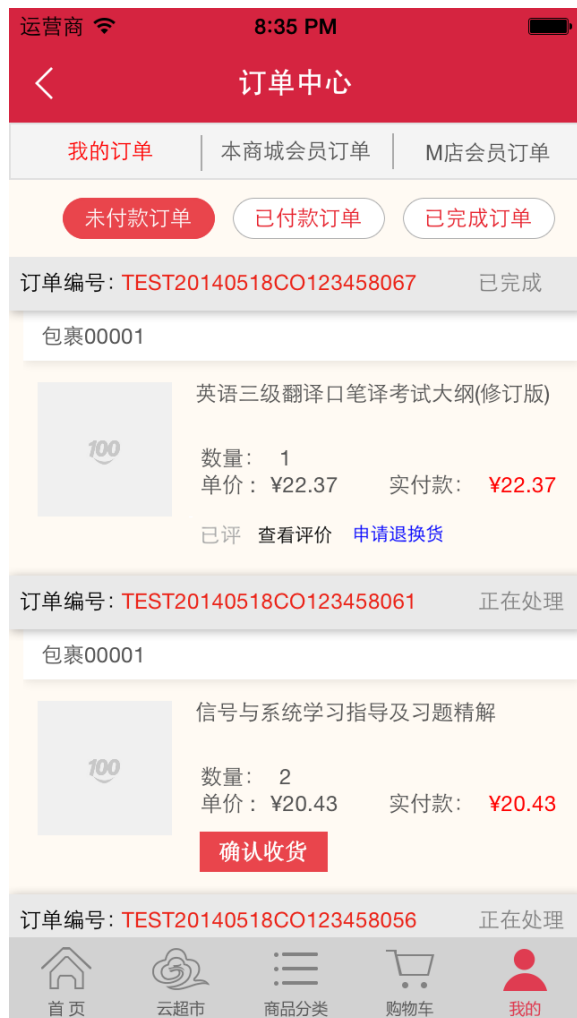 运营商 8:35 PM
订单中心
我的订单 本商城会员订单 M店会员订单
未付款订单 已付款订单 已完成订单
订单编号: TEST20140518CO123458067 已完成
包裹00001
英语三级翻译口笔译考试大纲(修订版)
100
数量: 1
单价: ¥22.37 实付款: ¥22.37
已评 查看评价 申请退换货
订单编号: TEST20140518CO123458061 正在处理
包裹00001
信号与系统学习指导及习题精解
100
数量: 2
单价: ¥20.43 实付款: ¥20.43
确认收货
订单编号: TEST20140518CO123458056 正在处理
首页 云超市 商品分类 购物车 我的